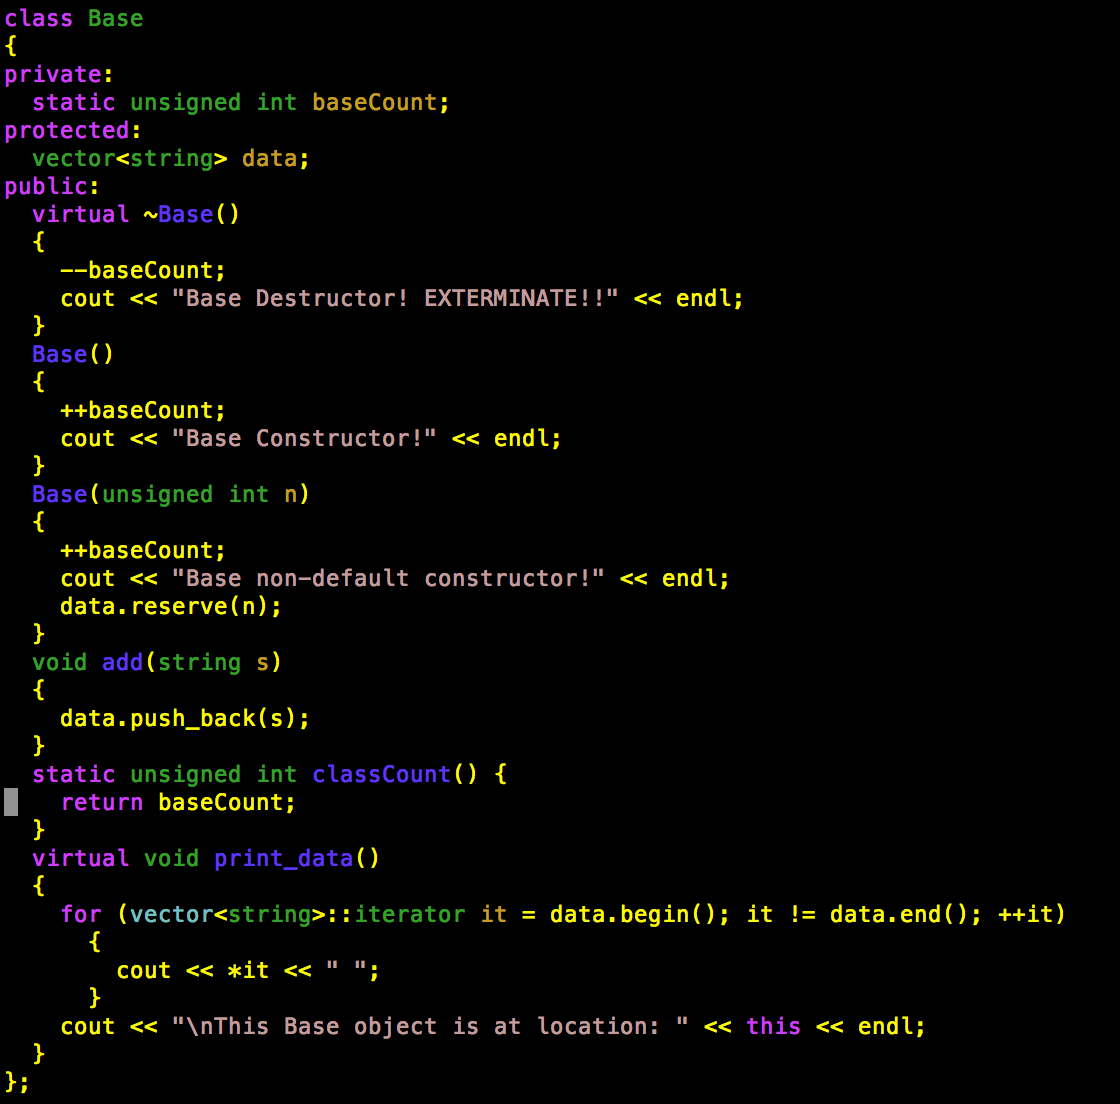 class Base
{
private:
  static unsigned int baseCount;
protected:
  vector<string> data;
public:
  virtual ~Base()
  {
    --baseCount;
    cout << "Base Destructor! EXTERMINATE!!" << endl;
  }
  Base()
  {
    ++baseCount;
    cout << "Base Constructor!" << endl;
  }
  Base(unsigned int n)
  {
    ++baseCount;
    cout << "Base non-default constructor!" << endl;
    data.reserve(n);
  }
  void add(string s)
  {
    data.push_back(s);
  }
  static unsigned int classCount() {
    return baseCount;
  }
  virtual void print_data()
  {
    for (vector<string>::iterator it = data.begin(); it != data.end(); ++it)
      {
        cout << *it << " ";
      }
    cout << "\nThis Base object is at location: " << this << endl;
  }
};